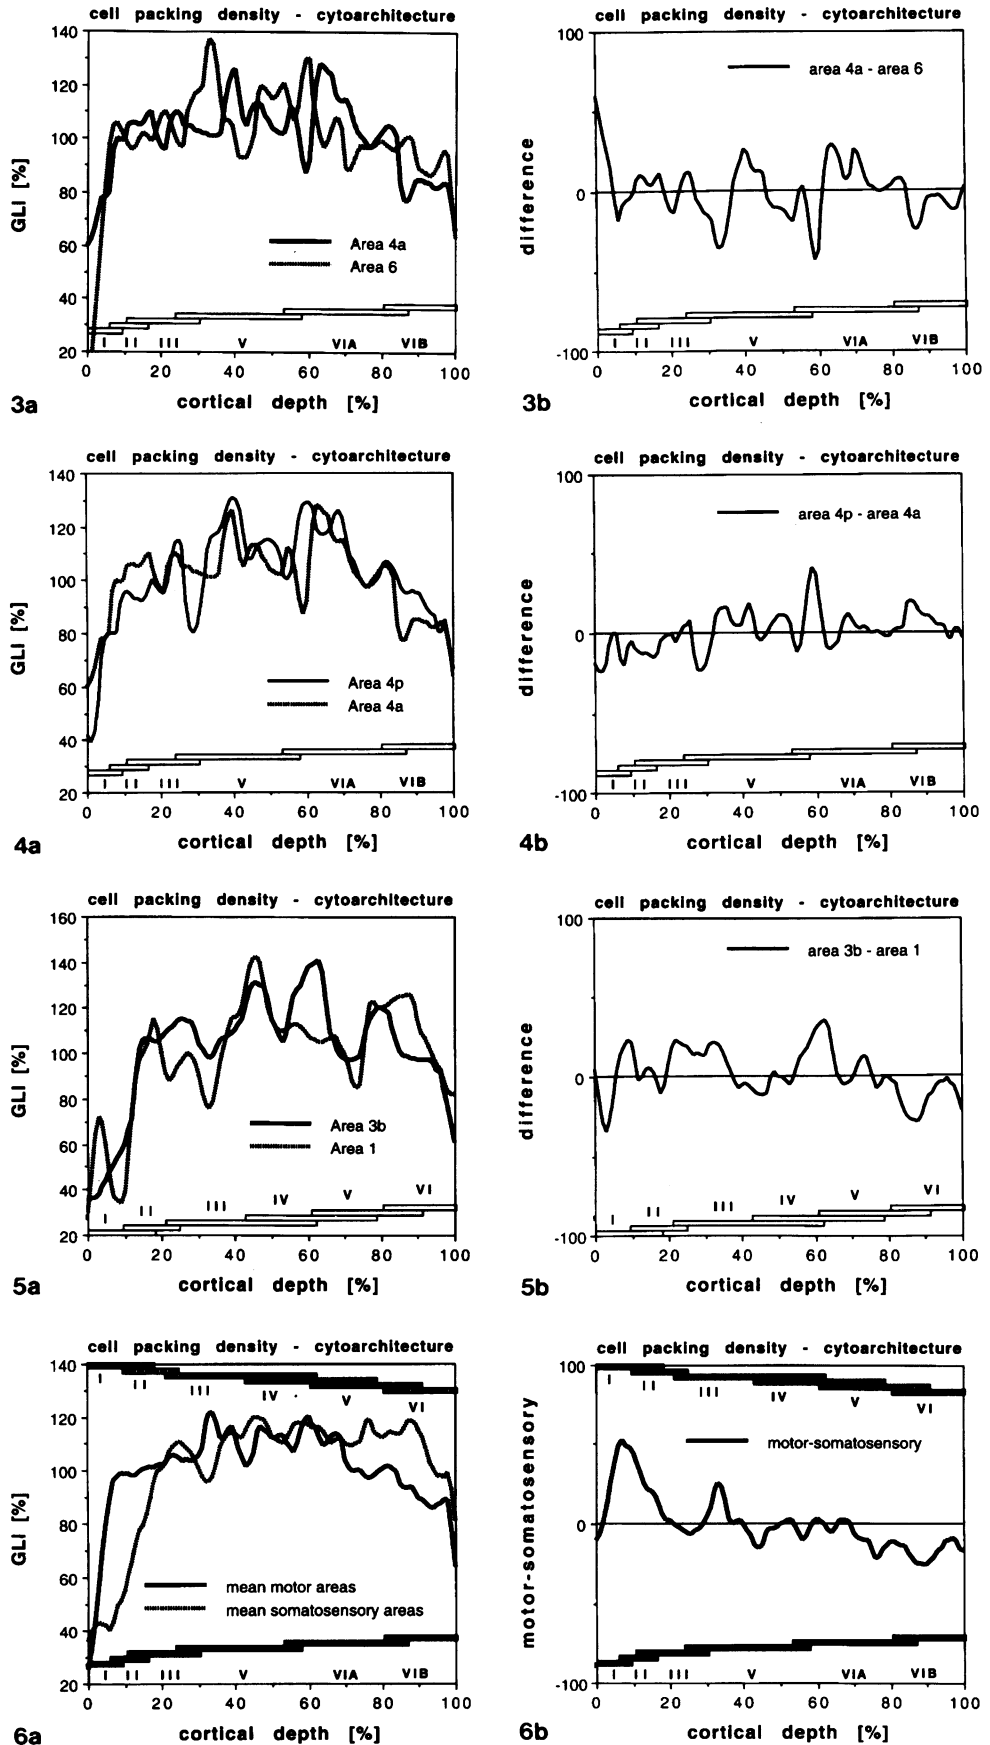 cell packing density - cytoarchitecture
140
120
100
80
60
40
20
GLI [%]
Area 4a
Area 6
I II III V VIA VIB
0 20 40 60 80 100
cortical depth [%]
3a
cell packing density - cytoarchitecture
100
0
-100
difference
area 4a - area 6
I II III V VIA VIB
0 20 40 60 80 100
cortical depth [%]
3b
cell packing density - cytoarchitecture
140
120
100
80
60
40
20
GLI [%]
Area 4p
Area 4a
I II III V VIA VIB
0 20 40 60 80 100
cortical depth [%]
4a
cell packing density - cytoarchitecture
100
0
-100
difference
area 4p - area 4a
I II III V VIA VIB
0 20 40 60 80 100
cortical depth [%]
4b
cell packing density - cytoarchitecture
160
140
120
100
80
60
40
20
GLI [%]
Area 3b
Area 1
I II III IV V VI
0 20 40 60 80 100
cortical depth [%]
5a
cell packing density - cytoarchitecture
100
0
-100
difference
area 3b - area 1
I II III IV V VI
0 20 40 60 80 100
cortical depth [%]
5b
cell packing density - cytoarchitecture
140
120
100
80
60
40
20
GLI [%]
I II III IV V VI
mean motor areas
mean somatosensory areas
I II III V VIA VIB
0 20 40 60 80 100
cortical depth [%]
6a
cell packing density - cytoarchitecture
100
0
-100
motor-somatosensory
I II III IV V VI
motor-somatosensory
I II III V VIA VIB
0 20 40 60 80 100
cortical depth [%]
6b